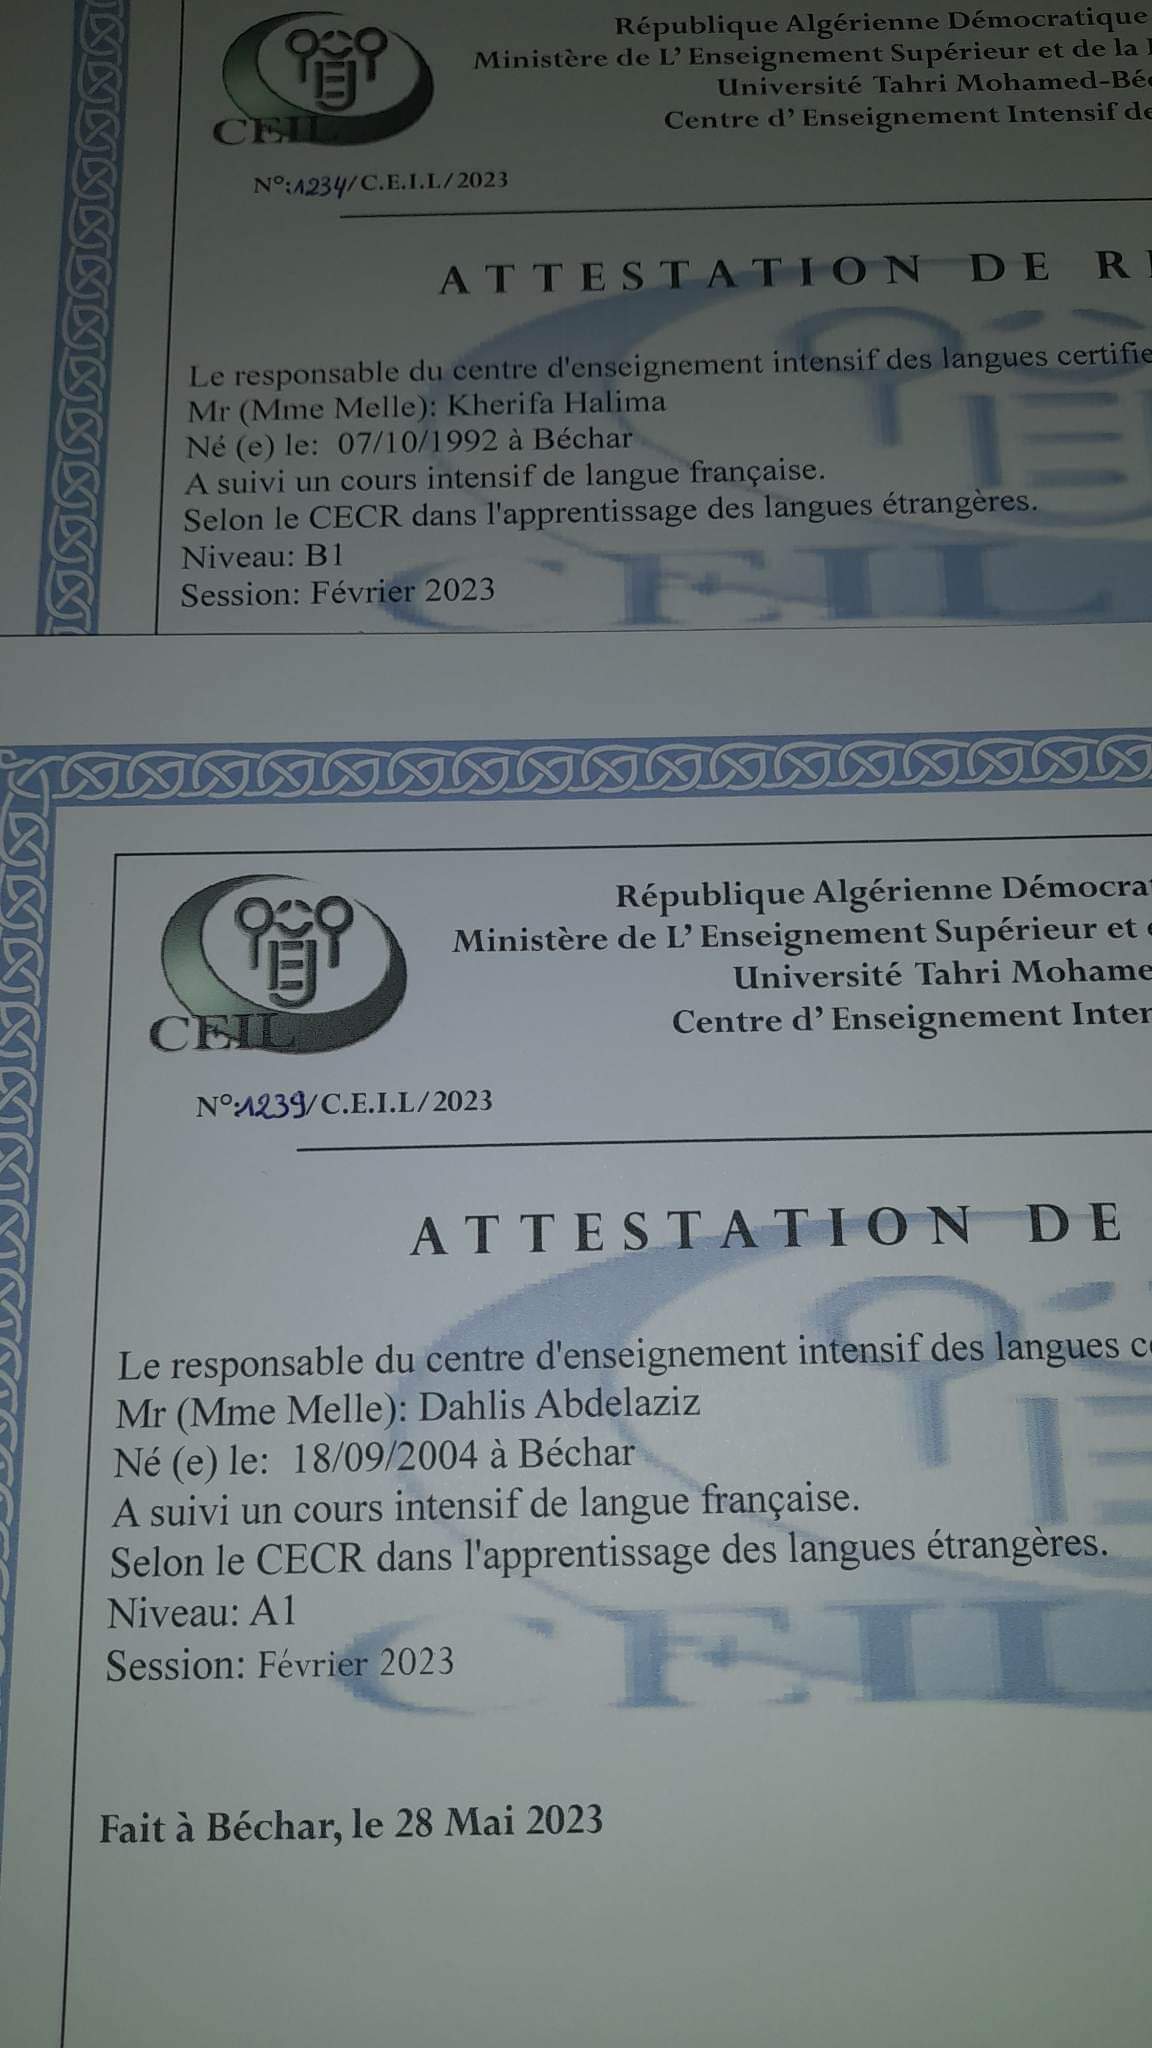 République Algérienne Démocratique
Ministère de L' Enseignement Supérieur et de la
Université Tahri Mohamed-Béc
Centre d' Enseignement Intensif de
CEIL
N°:1234/C.E.I.L/2023
ATTESTATION DE R
Le responsable du centre d'enseignement intensif des langues certifie
Mr (Mme Melle): Kherifa Halima
Né (e) le: 07/10/1992 à Béchar
A suivi un cours intensif de langue française.
Selon le CECR dans l'apprentissage des langues étrangères.
Niveau: B1
Session: Février 2023
CEIL
République Algérienne Démocra
Ministère de L' Enseignement Supérieur et
Université Tahri Mohame
Centre d' Enseignement Inten
CEIL
N°:1239/C.E.I.L/2023
ATTESTATION DE
Le responsable du centre d'enseignement intensif des langues ce
Mr (Mme Melle): Dahlis Abdelaziz
Né (e) le: 18/09/2004 à Béchar
A suivi un cours intensif de langue française.
Selon le CECR dans l'apprentissage des langues étrangères.
Niveau: A1
Session: Février 2023
CEIL
Fait à Béchar, le 28 Mai 2023